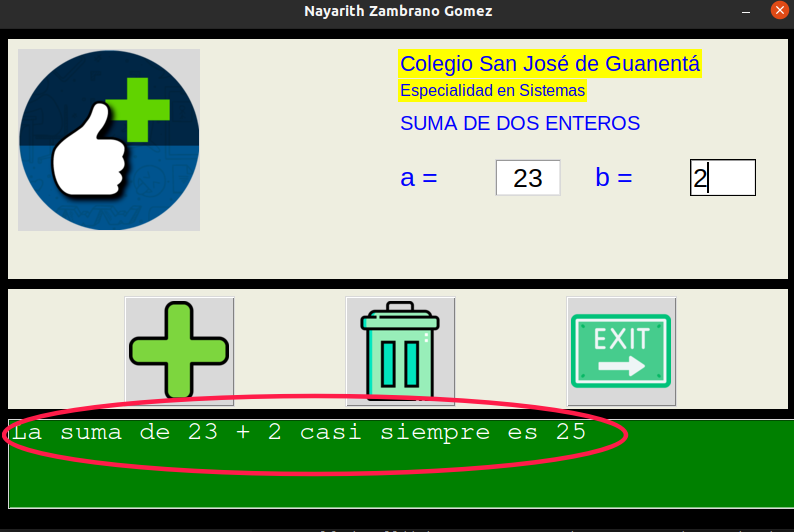 Nayarith Zambrano Gomez
Colegio San José de Guanentá
Especialidad en Sistemas
SUMA DE DOS ENTEROS
a = 23 b = 2
EXIT
La suma de 23 + 2 casi siempre es 25